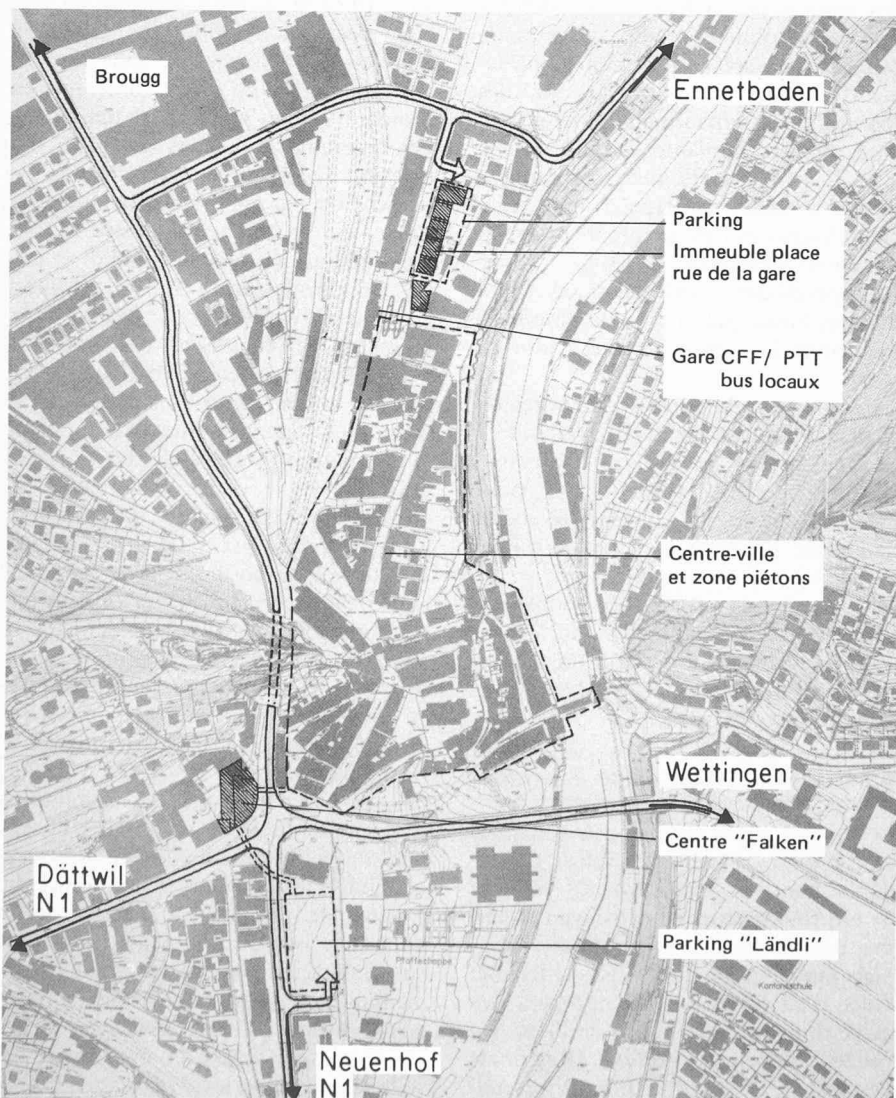 Brougg
Ennetbaden
Parking
Immeuble place
rue de la gare
Gare CFF/ PTT
bus locaux
Centre-ville
et zone piétons
Wettingen
Centre "Falken"
Dättwil
N1
Parking "Ländli"
Kantonsschule
Neuenhof
N1